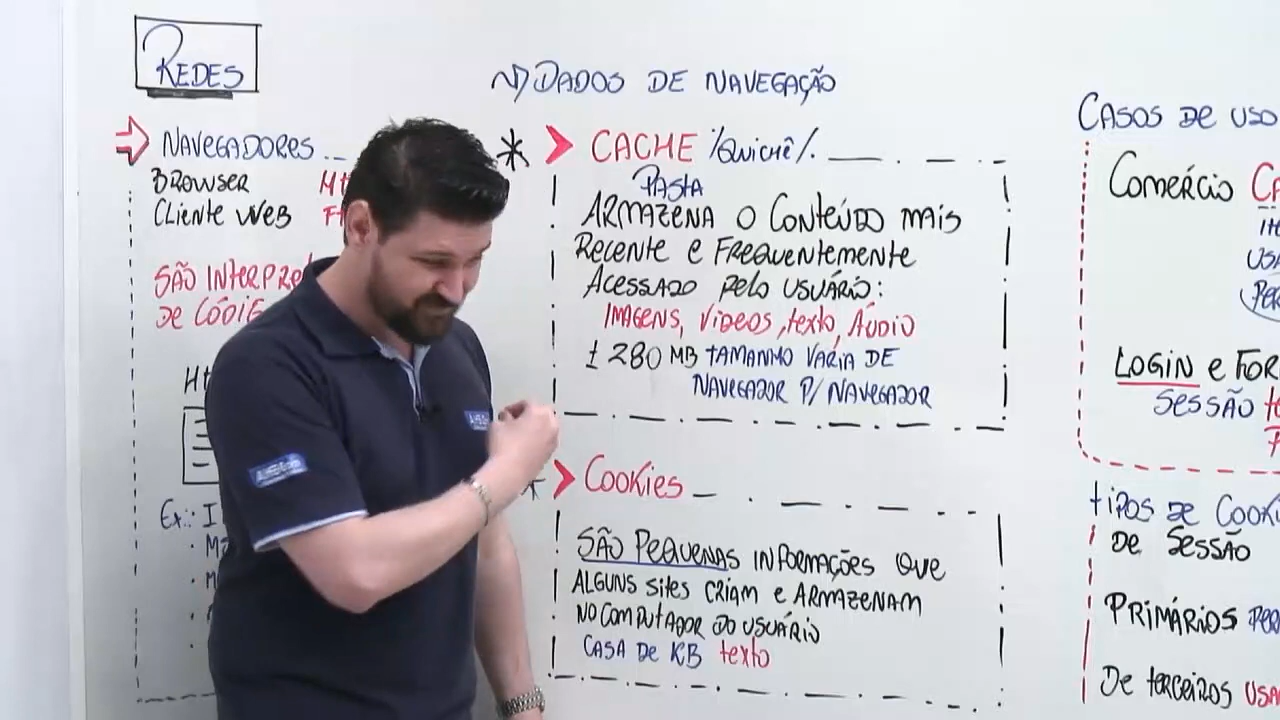 REDES
NAVEGADORES
BROWSER
CLIENTE WEB
SÃO INTERPRE
DE CÓDIG
Ht
Ex.:
N) DADOS DE NAVEGAÇÃO
* CACHE /QUICHÊ/.
PASTA
ARMAZENA O CONTEÚDO MAIS
RECENTE E FREQUENTEMENTE
ACESSADO PELO USUÁRIO:
IMAGENS, VÍDEOS, TEXTO, ÁUDIO
± 280 MB TAMANHO VARIA DE
NAVEGADOR P/ NAVEGADOR
* COOKIES
SÃO PEQUENAS INFORMAÇÕES QUE
ALGUNS SITES CRIAM E ARMAZENAM
NO COMPUTADOR DO USUÁRIO
CASA DE KB TEXTO
CASOS DE USO
COMÉRCIO
LOGIN E FOR
SESSÃO
TIPOS DE COOKI
DE SESSÃO
PRIMÁRIOS PER
DE TERCEIROS USA